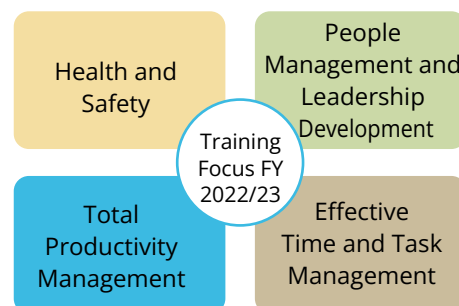 Health and
Safety
People
Management and
Leadership
Development
Training
Focus FY
2022/23
Total
Productivity
Management
Effective
Time and Task
Management